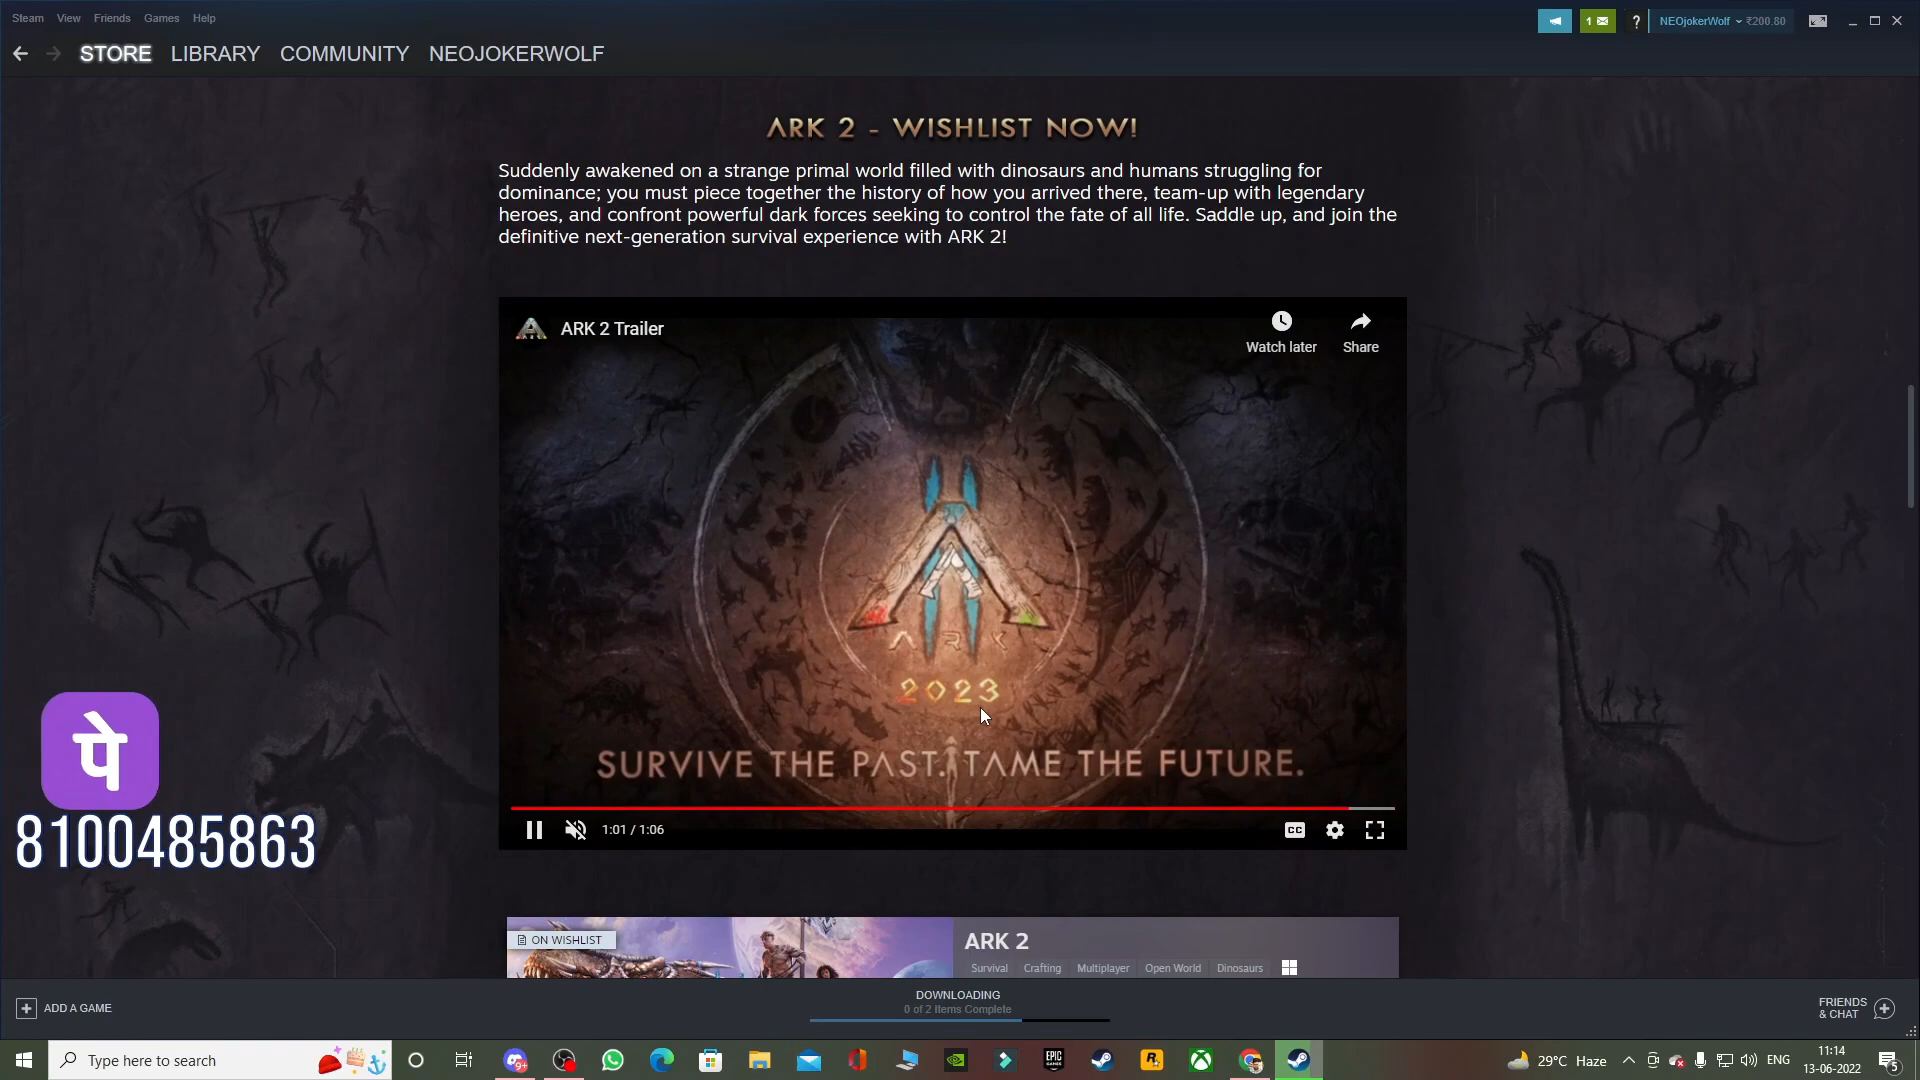 Steam View Friends Games Help
1
?
NEOjokerWolf ₹200.80
STORE LIBRARY COMMUNITY NEOJOKERWOLF
ARK 2 - WISHLIST NOW!
Suddenly awakened on a strange primal world filled with dinosaurs and humans struggling for
dominance; you must piece together the history of how you arrived there, team-up with legendary
heroes, and confront powerful dark forces seeking to control the fate of all life. Saddle up, and join the
definitive next-generation survival experience with ARK 2!
ARK 2 Trailer
Watch later
Share
ARK
2023
SURVIVE THE PAST. TAME THE FUTURE.
1:01 / 1:06
CC
पे
8100485863
ON WISHLIST
ARK 2
Survival Crafting Multiplayer Open World Dinosaurs
ADD A GAME
DOWNLOADING
0 of 2 Items Complete
FRIENDS
& CHAT
Type here to search
9+
EPIC
GAMES
R
29°C Haze
ENG
11:14
13-06-2022
5